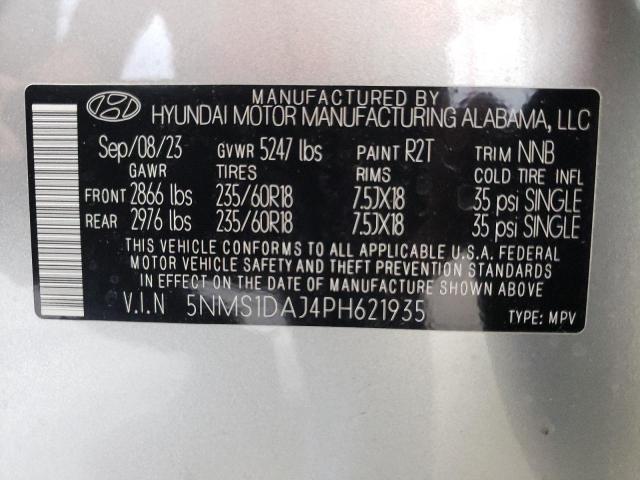 MANUFACTURED BY
HYUNDAI MOTOR MANUFACTURING ALABAMA, LLC
Sep/08/23 GVWR 5247 lbs PAINT R2T TRIM NNB
GAWR TIRES RIMS COLD TIRE INFL
FRONT 2866 lbs 235/60R18 7.5JX18 35 psi SINGLE
REAR 2976 lbs 235/60R18 7.5JX18 35 psi SINGLE
THIS VEHICLE CONFORMS TO ALL APPLICABLE U.S.A. FEDERAL
MOTOR VEHICLE SAFETY AND THEFT PREVENTION STANDARDS
IN EFFECT ON THE DATE OF MANUFACTURE SHOWN ABOVE.
V.I.N 5NMS1DAJ4PH621935 TYPE: MPV